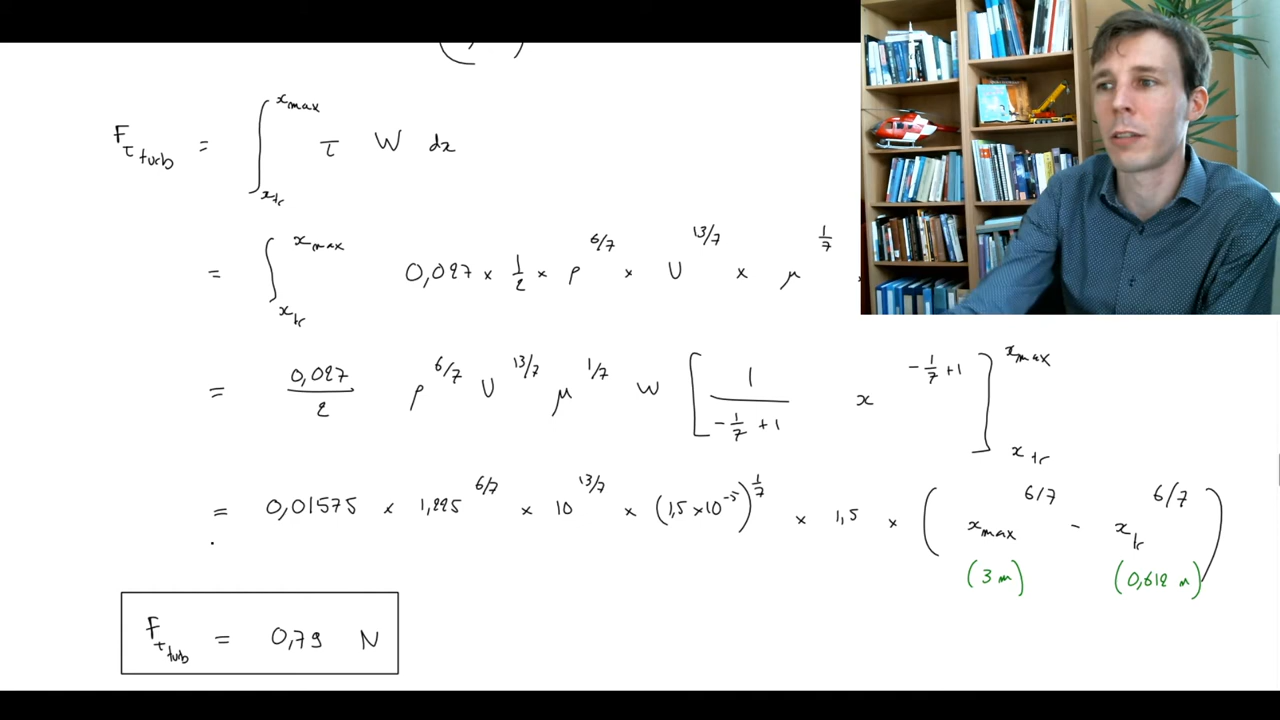 F_τ turb = ∫_{x_tr}^{x_max} τ W dx
= ∫_{x_tr}^{x_max} 0,027 × 1/2 × ρ^{6/7} × U^{13/7} × μ^{1/7}
= 0,027/2 ρ^{6/7} U^{13/7} μ^{1/7} W [ 1/(-1/7 +1) x^{-1/7 +1} ]_{x_tr}^{x_max}
= 0,01575 × 1,225^{6/7} × 10^{13/7} × (1,5 × 10^{-5})^{1/7} × 1,5 × ( x_max^{6/7} - x_tr^{6/7} )
(3 m) (0,612 m)
F_τ turb = 0,79 N